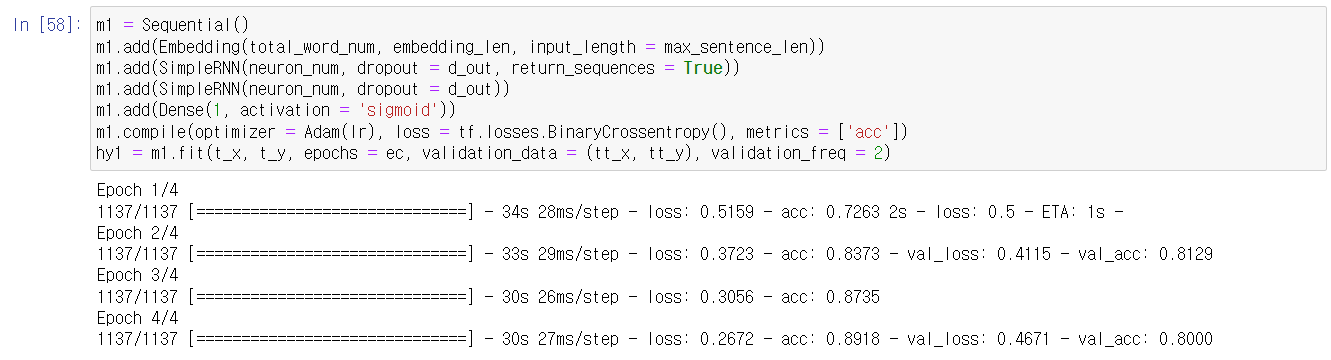 In [58]: m1 = Sequential()
m1.add(Embedding(total_word_num, embedding_len, input_length = max_sentence_len))
m1.add(SimpleRNN(neuron_num, dropout = d_out, return_sequences = True))
m1.add(SimpleRNN(neuron_num, dropout = d_out))
m1.add(Dense(1, activation = 'sigmoid'))
m1.compile(optimizer = Adam(lr), loss = tf.losses.BinaryCrossentropy(), metrics = ['acc'])
hy1 = m1.fit(t_x, t_y, epochs = ec, validation_data = (tt_x, tt_y), validation_freq = 2)
Epoch 1/4
1137/1137 [==============================] - 34s 28ms/step - loss: 0.5159 - acc: 0.7263 2s - loss: 0.5 - ETA: 1s -
Epoch 2/4
1137/1137 [==============================] - 33s 29ms/step - loss: 0.3723 - acc: 0.8373 - val_loss: 0.4115 - val_acc: 0.8129
Epoch 3/4
1137/1137 [==============================] - 30s 26ms/step - loss: 0.3056 - acc: 0.8735
Epoch 4/4
1137/1137 [==============================] - 30s 27ms/step - loss: 0.2672 - acc: 0.8918 - val_loss: 0.4671 - val_acc: 0.8000